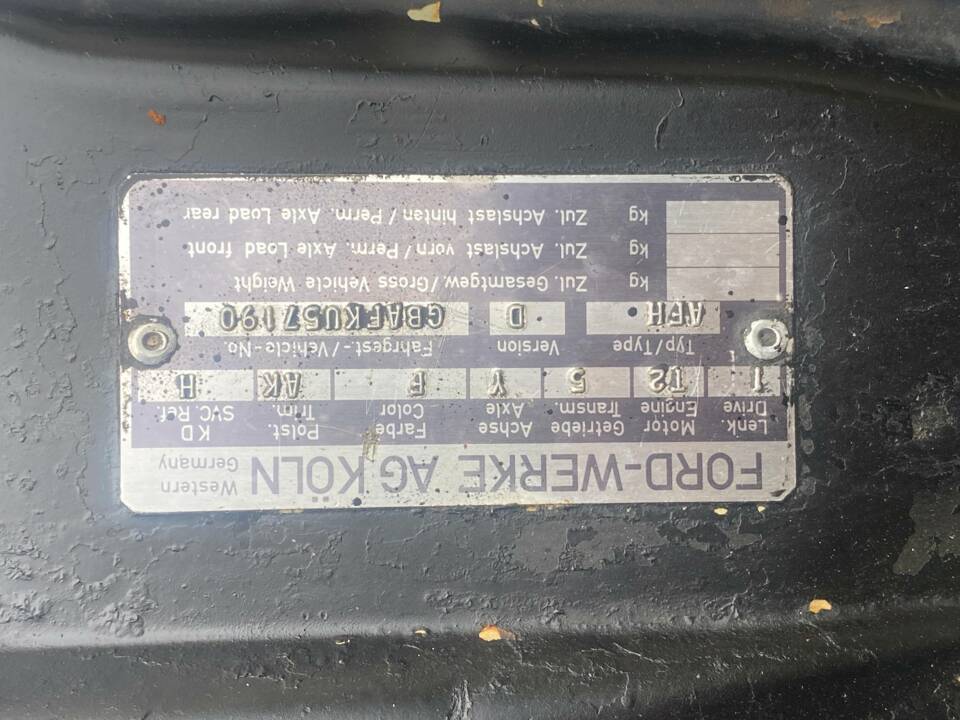 FORD-WERKE AG KÖLN Western Germany
Lenk. Motor Getriebe Achse Farbe Polst. K D
Drive Engine Transm. Axle Color Trim. SVC. Ref.
1 T2 5 Y E AK H
Typ/Type Version Fahrgest.-/Vehicle-No.
AFH D GBAFKU57190
kg Zul. Gesamtgew./Gross Vehicle Weight
kg Zul. Achslast vorn/Perm. Axle Load front
kg Zul. Achslast hinten/Perm. Axle Load rear